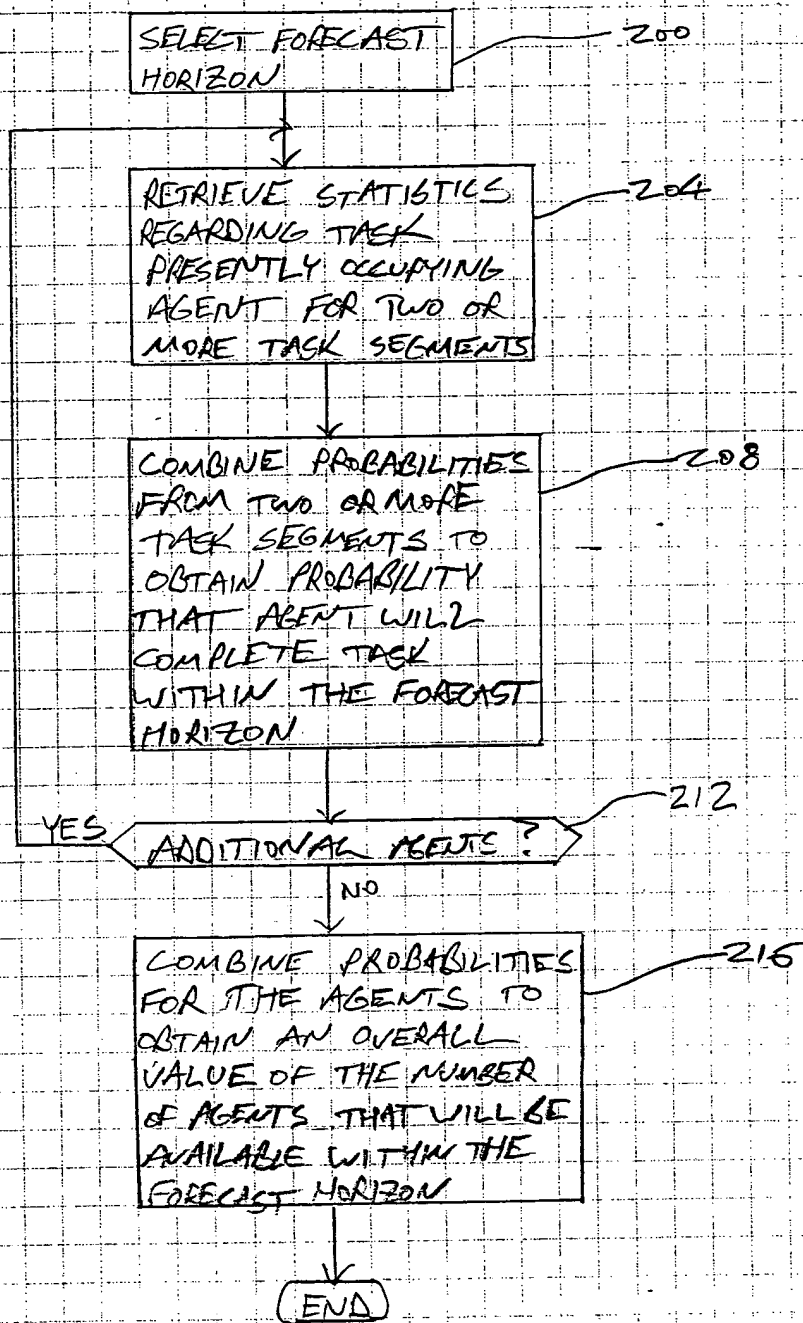 SELECT FORECAST
HORIZON
200
RETRIEVE STATISTICS
REGARDING TASK
PRESENTLY OCCUPYING
AGENT FOR TWO OR
MORE TASK SEGMENTS
204
COMBINE PROBABILITIES
FROM TWO OR MORE
TASK SEGMENTS TO
OBTAIN PROBABILITY
THAT AGENT WILL
COMPLETE TASK
WITHIN THE FORECAST
HORIZON
208
YES
ADDITIONAL AGENTS?
212
NO
COMBINE PROBABILITIES
FOR THE AGENTS TO
OBTAIN AN OVERALL
VALUE OF THE NUMBER
OF AGENTS THAT WILL BE
AVAILABLE WITHIN THE
FORECAST HORIZON
216
END